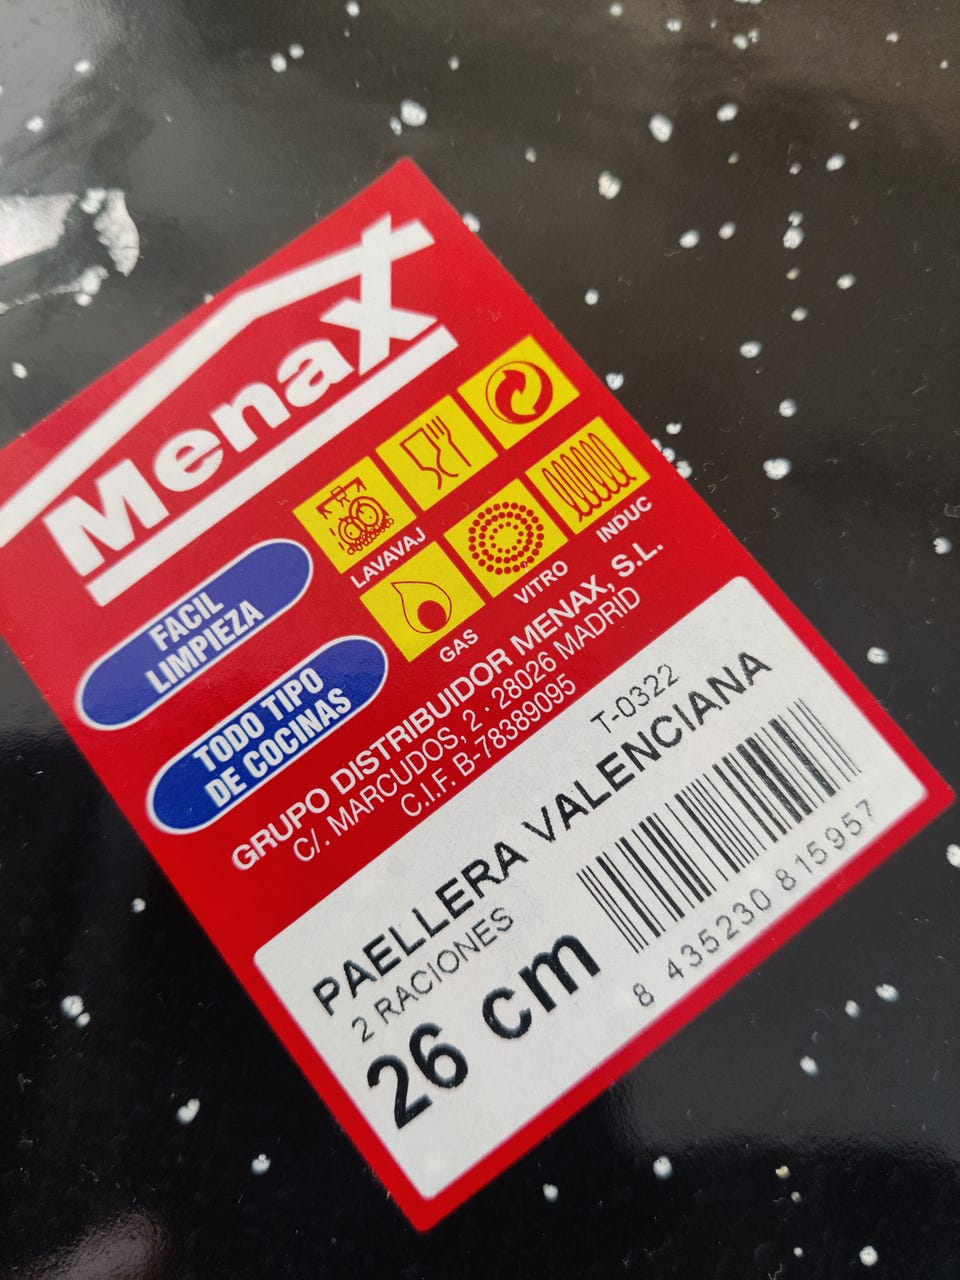 Menax
FACIL
LIMPIEZA
TODO TIPO
DE COCINAS
LAVAVAJ
GAS
VITRO
INDUC
GRUPO DISTRIBUIDOR MENAX, S.L.
C/. MARCUDOS, 2 · 28026 MADRID
C.I.F. B-78389095
T-0322
PAELLERA VALENCIANA
2 RACIONES
26 cm
8 435230 815957